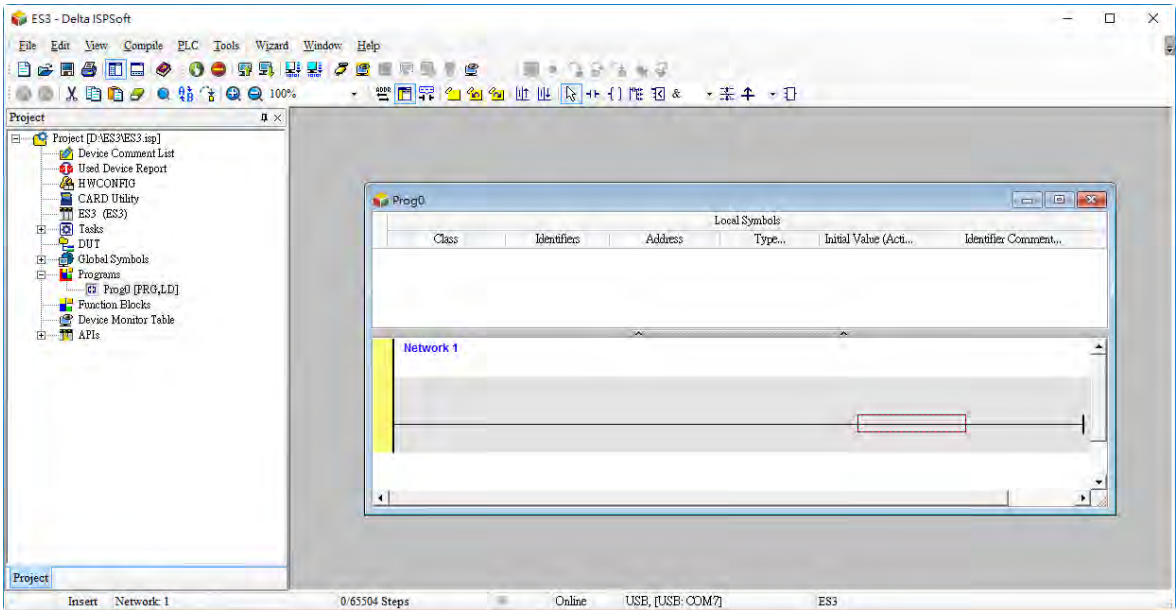 ES3 - Delta ISPSoft
File Edit View Compile PLC Tools Wizard Window Help
100%
Project
Project [D:\ES3\ES3.isp]
Device Comment List
Used Device Report
HWCONFIG
CARD Utility
ES3 (ES3)
Tasks
DUT
Global Symbols
Programs
Prog0 [PRG,LD]
Function Blocks
Device Monitor Table
APIs
Prog0
Local Symbols
Class Identifiers Address Type... Initial Value (Acti... Identifier Comment...
Network 1
Project
Insert Network: 1 0/65504 Steps Online USB, [USB: COM7] ES3